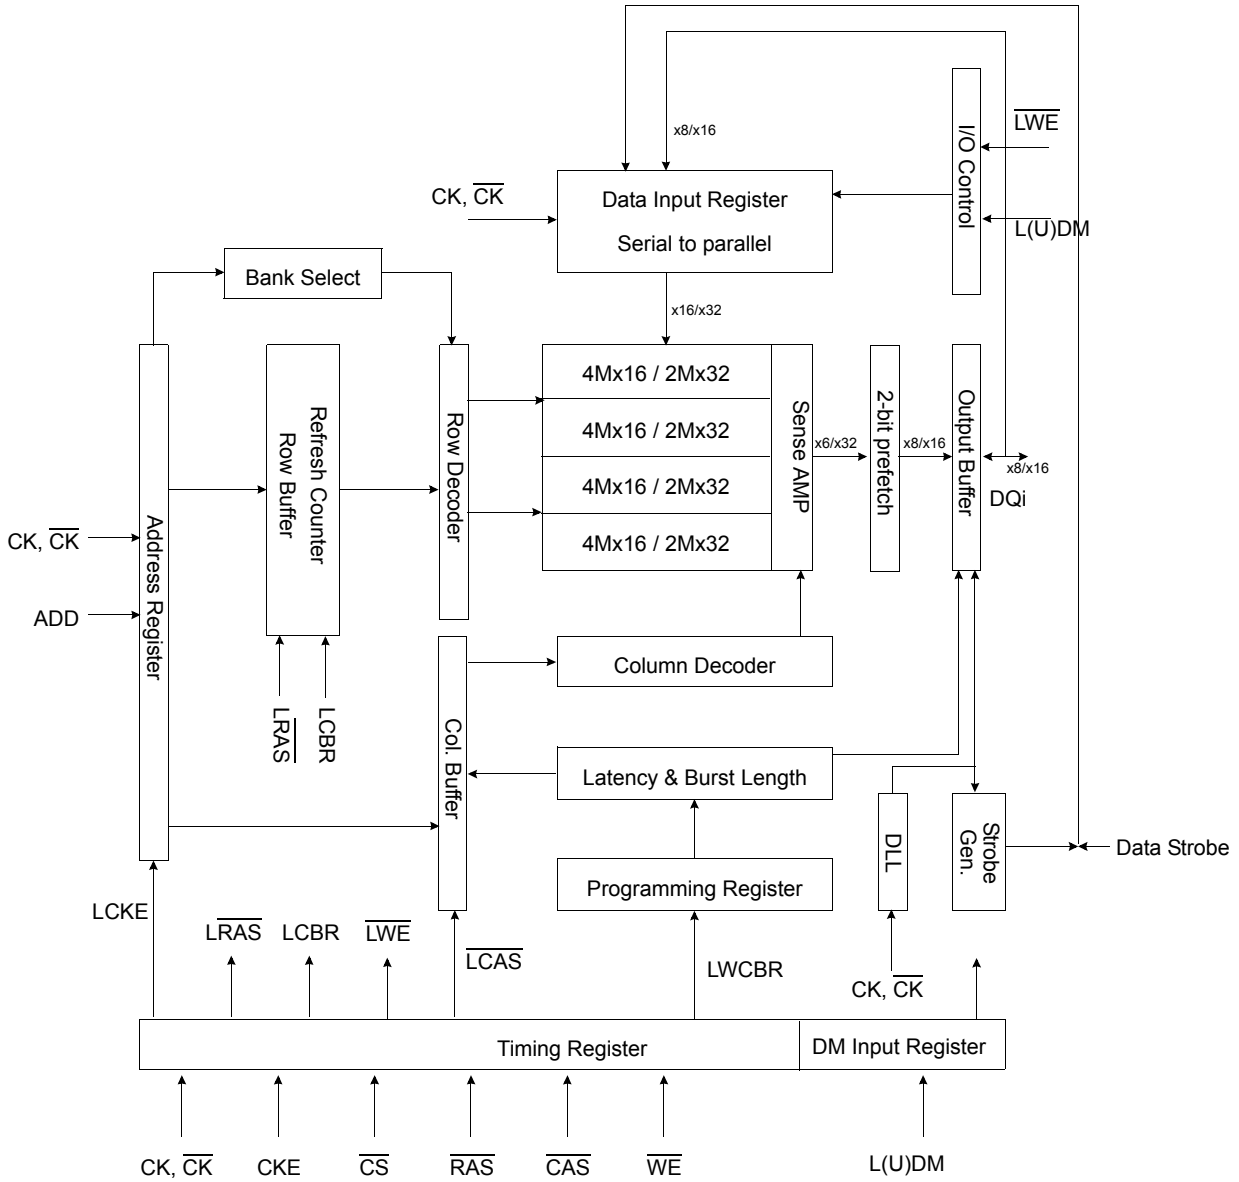 x8/x16
I/O Control
LWE
L(U)DM
CK, CK
Data Input Register
Serial to parallel
Bank Select
x16/x32
Address Register
Refresh Counter
Row Buffer
Row Decoder
4Mx16 / 2Mx32
4Mx16 / 2Mx32
4Mx16 / 2Mx32
4Mx16 / 2Mx32
Sense AMP
x6/x32
2-bit prefetch
x8/x16
Output Buffer
x8/x16
DQi
CK, CK
ADD
LRAS
LCBR
Col. Buffer
Column Decoder
Latency & Burst Length
Programming Register
DLL
Strobe
Gen.
Data Strobe
LCKE
LRAS
LCBR
LWE
LCAS
LWCBR
CK, CK
Timing Register
DM Input Register
CK, CK
CKE
CS
RAS
CAS
WE
L(U)DM